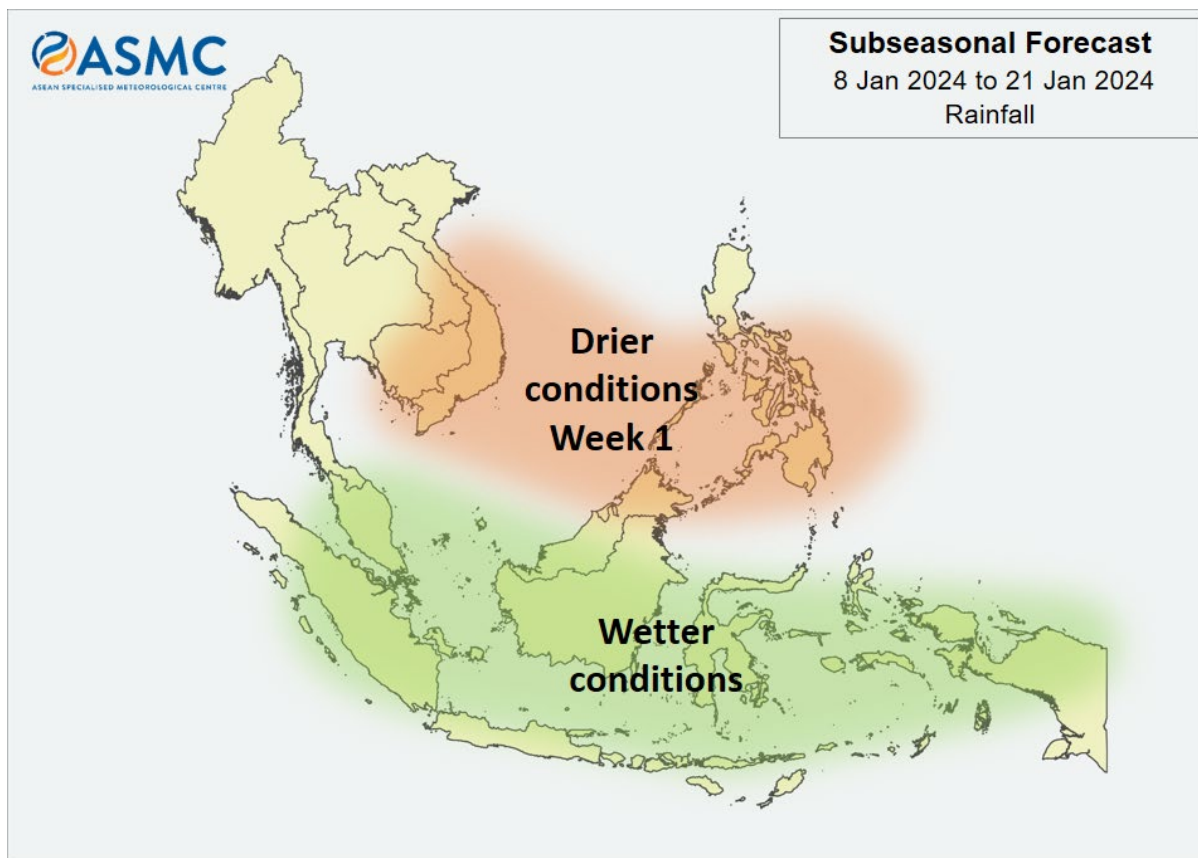 ASMC
ASEAN SPECIALISED METEOROLOGICAL CENTRE
Subseasonal Forecast
8 Jan 2024 to 21 Jan 2024
Rainfall
Drier
conditions
Week 1
Wetter
conditions